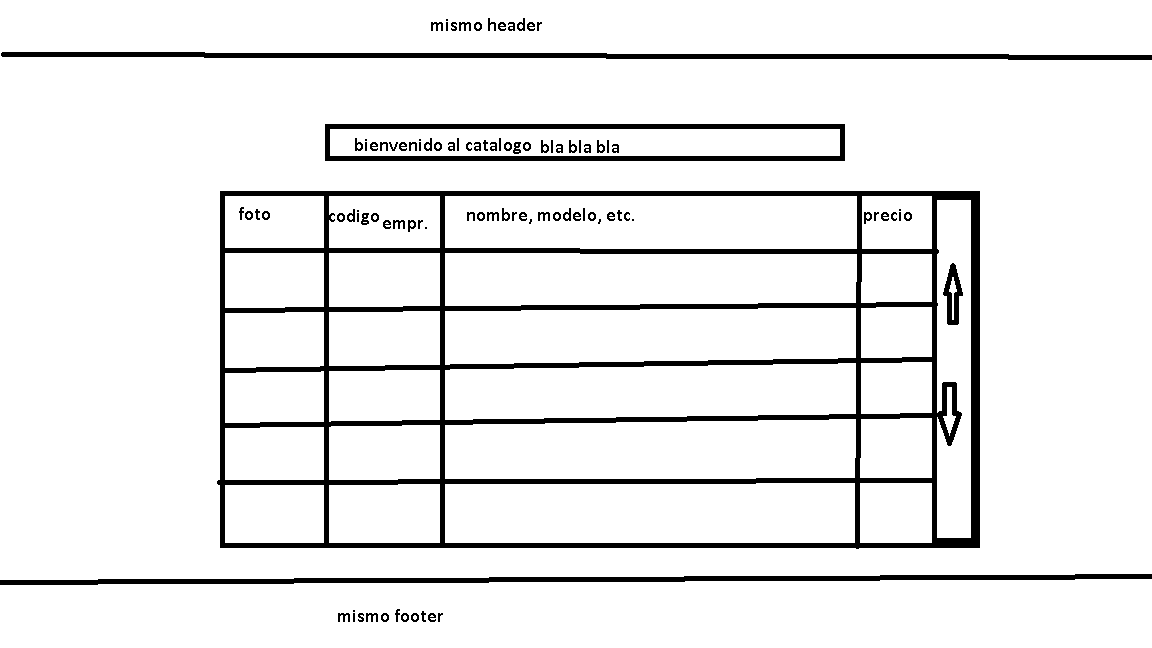 mismo header
bienvenido al catalogo bla bla bla
foto codigo empr. nombre, modelo, etc. precio
mismo footer